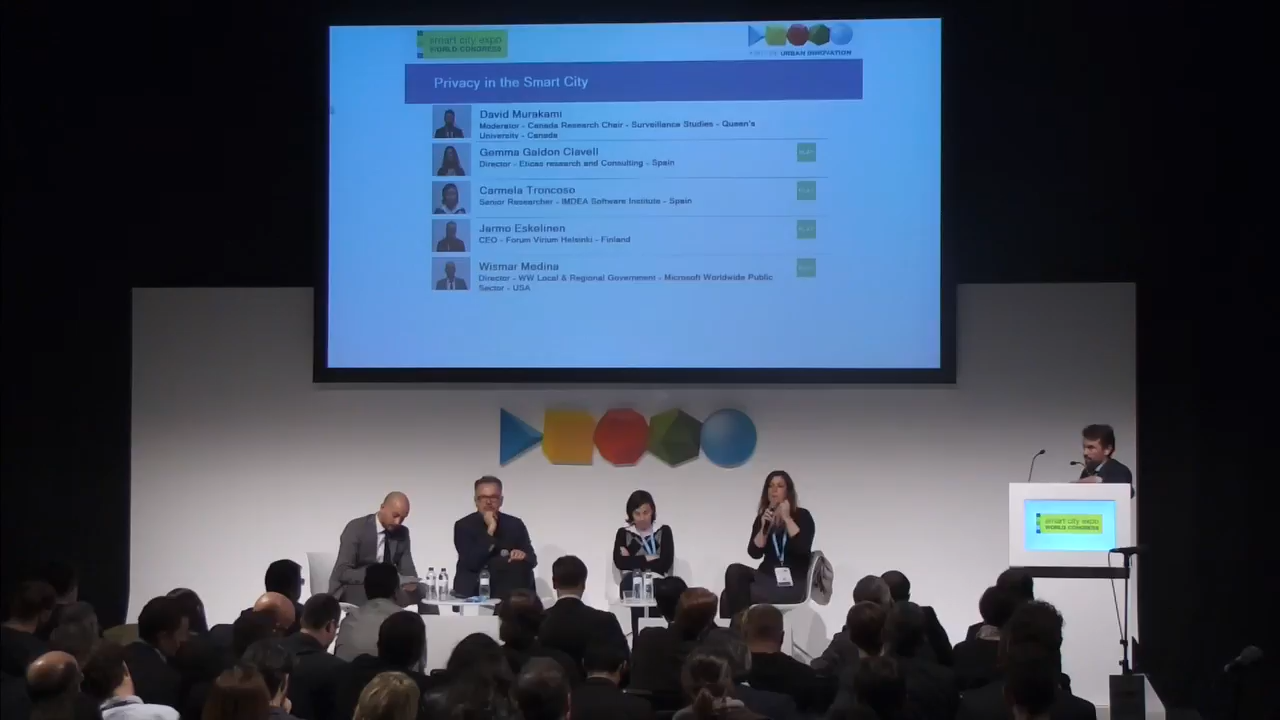 smart city expo
WORLD CONGRESS
URBAN INNOVATION
Privacy in the Smart City
David Murakami
Moderator - Canada Research Chair - Surveillance Studies - Queen's
University - Canada
Gemma Galdon Clavell
Director - Eticas research and Consulting - Spain
Carmela Troncoso
Senior Researcher - IMDEA Software Institute - Spain
Jarmo Eskelinen
CEO - Forum Virium Helsinki - Finland
Wismar Medina
Director - WW Local & Regional Government - Microsoft Worldwide Public
Sector - USA
smart city expo
WORLD CONGRESS